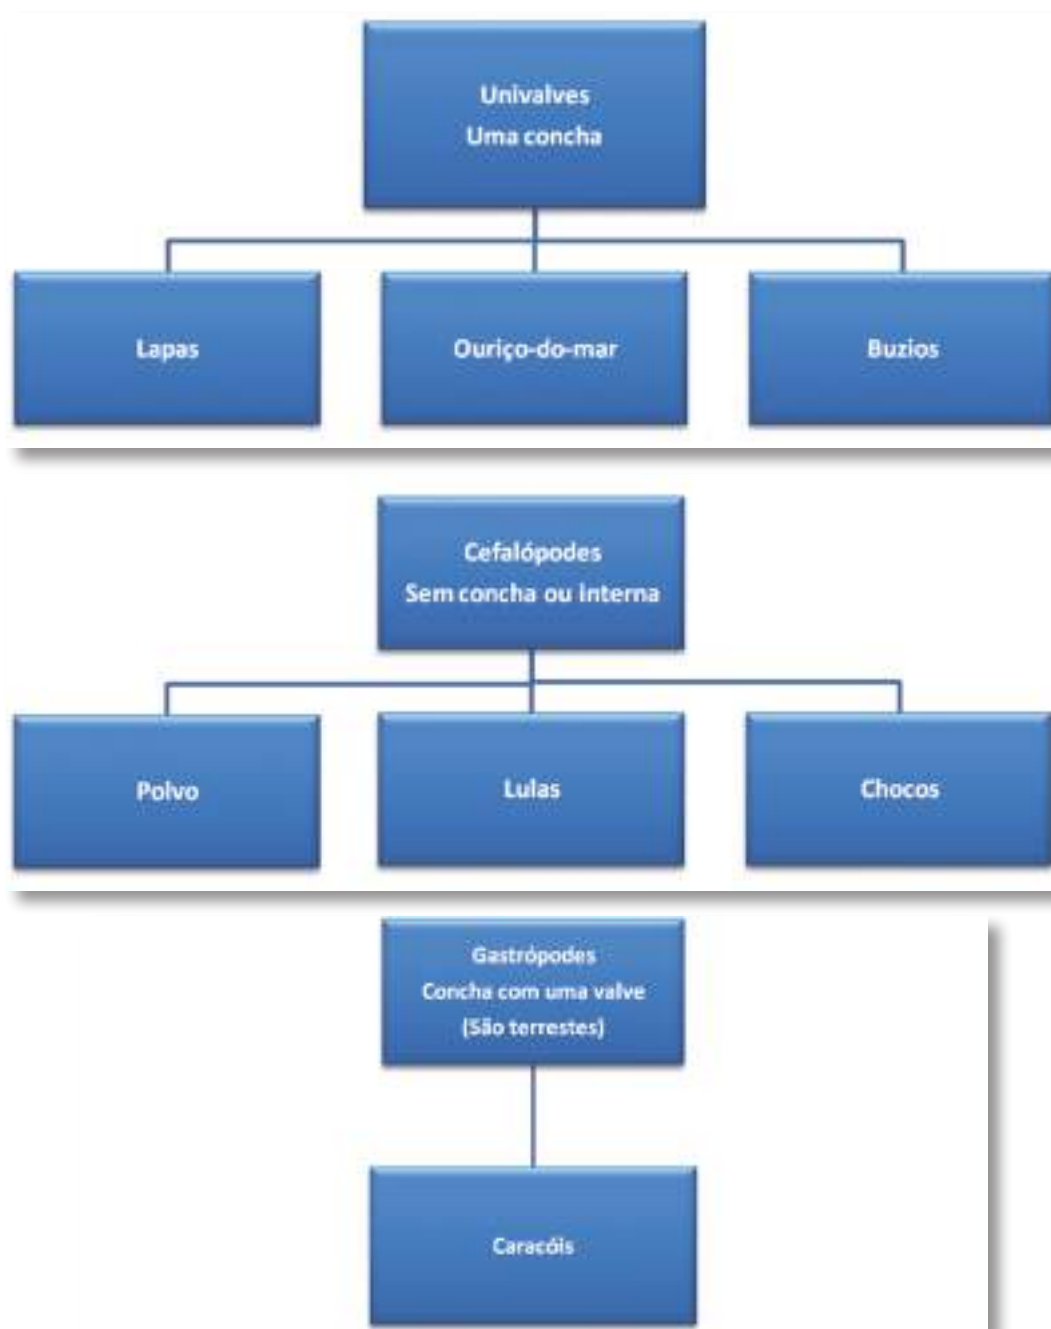 Univalves
Uma concha
Lapas
Ouriço-do-mar
Buzios
Cefalópodes
Sem concha ou interna
Polvo
Lulas
Chocos
Gastrópodes
Concha com uma valve
(São terrestes)
Caracóis